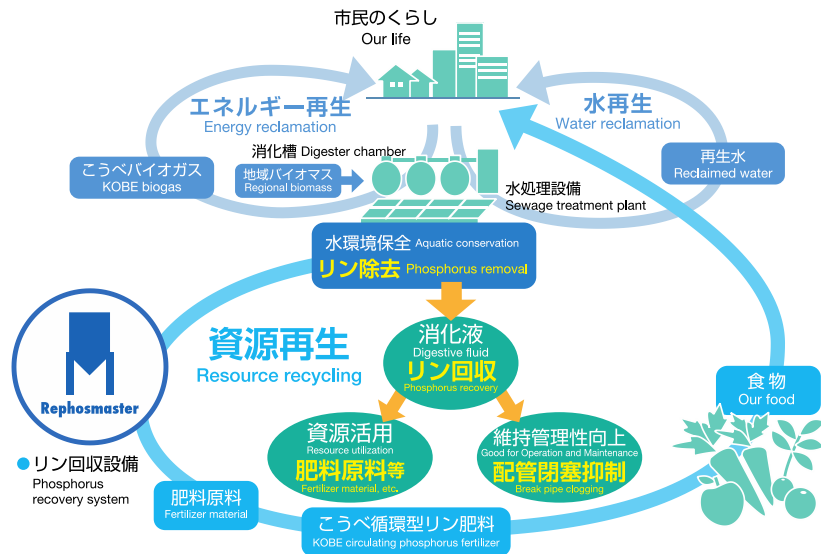 市民のくらし
Our life
エネルギー再生
Energy reclamation
水再生
Water reclamation
消化槽 Digester chamber
こうべバイオガス
KOBE biogas
地域バイオマス
Regional biomass
再生水
Reclaimed water
水処理設備
Sewage treatment plant
水環境保全 Aquatic conservation
リン除去 Phosphorus removal
資源再生
Resource recycling
消化液
Digestive fluid
リン回収
Phosphorus recovery
Rephosmaster
食物
Our food
資源活用
Resource utilization
肥料原料等
Fertilizer material, etc.
維持管理性向上
Good for Operation and Maintenance
配管閉塞抑制
Break pipe clogging
リン回収設備
Phosphorus
recovery system
肥料原料
Fertilizer material
こうべ循環型リン肥料
KOBE circulating phosphorus fertilizer